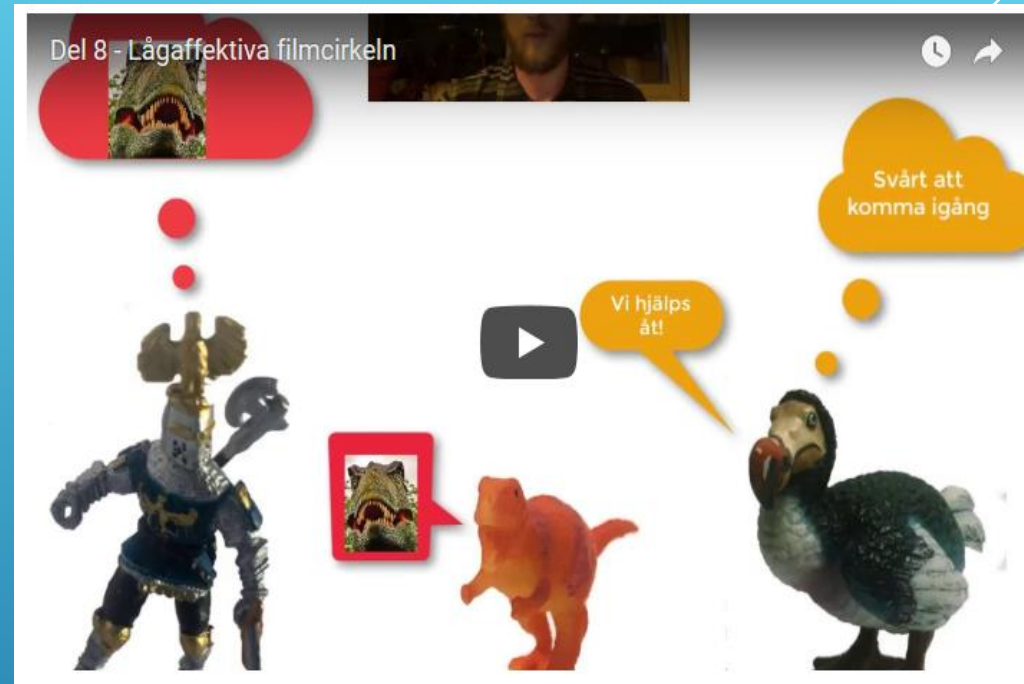 Del 8 - Lågaffektiva filmcirkeln
Svårt att
komma igång
Vi hjälps
åt!